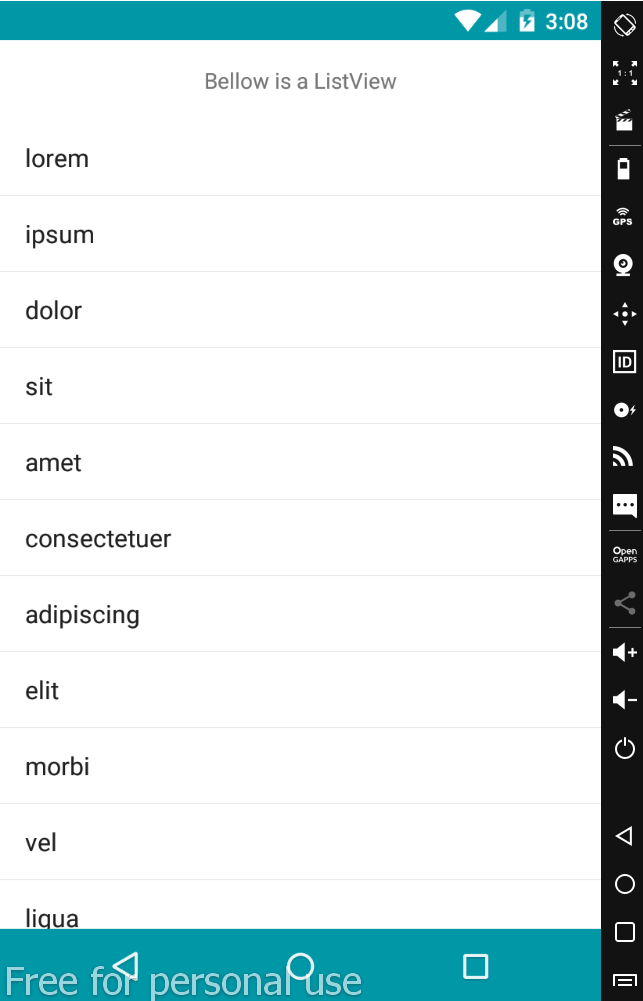 3:08
Bellow is a ListView
lorem
ipsum
dolor
sit
amet
consectetuer
adipiscing
elit
morbi
vel
liqua
Free for personal use
1 : 1
GPS
ID
Open
GAPPS